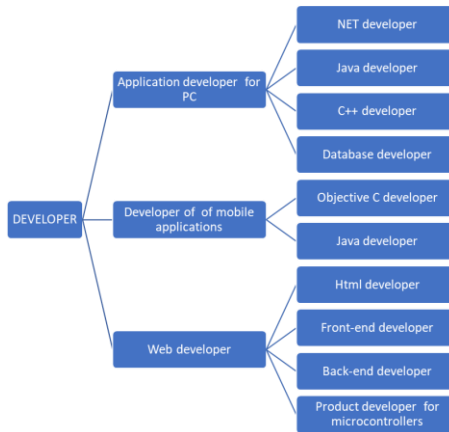 NET developer
Java developer
Application developer for
PC
C++ developer
Database developer
DEVELOPER
Developer of of mobile
applications
Objective C developer
Java developer
Html developer
Front-end developer
Web developer
Back-end developer
Product developer for
microcontrollers